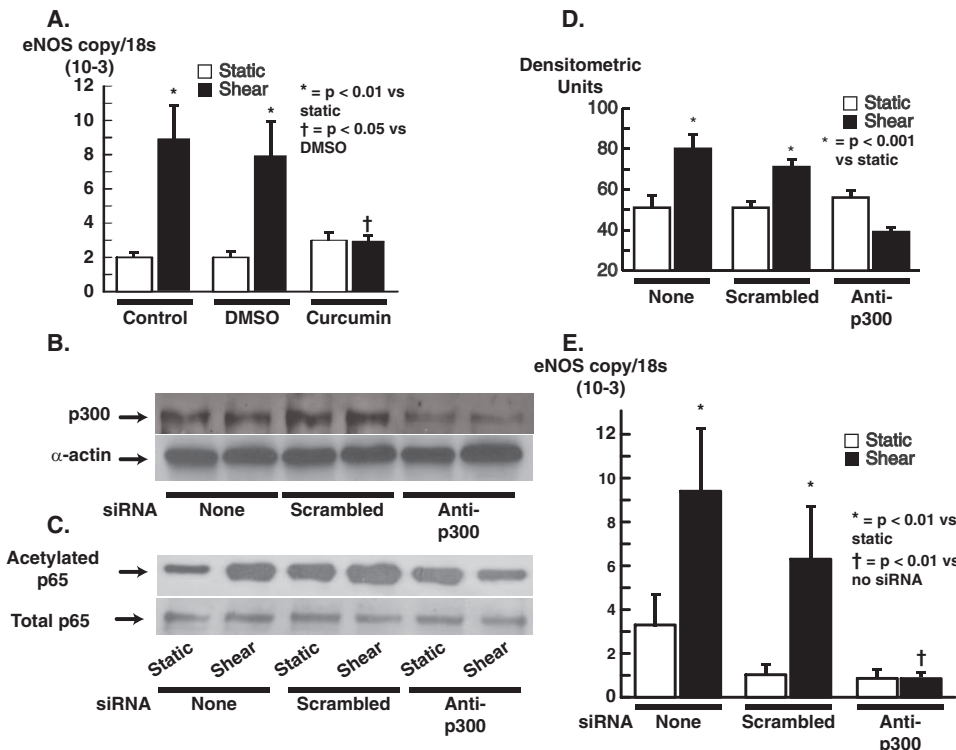 A.
eNOS copy/18s
(10-3)
Static
Shear
* = p < 0.01 vs
static
† = p < 0.05 vs
DMSO
12
10
8
6
4
2
0
*
*
†
Control
DMSO
Curcumin
B.
p300
α-actin
siRNA
None
Scrambled
Anti-
p300
C.
Acetylated
p65
Total p65
Static
Shear
Static
Shear
Static
Shear
siRNA
None
Scrambled
Anti-
p300
D.
Densitometric
Units
Static
Shear
* = p < 0.001
vs static
100
80
60
40
20
*
*
None
Scrambled
Anti-
p300
E.
eNOS copy/18s
(10-3)
Static
Shear
* = p < 0.01 vs
static
† = p < 0.01 vs
no siRNA
12
10
8
6
4
2
0
*
*
†
siRNA
None
Scrambled
Anti-
p300